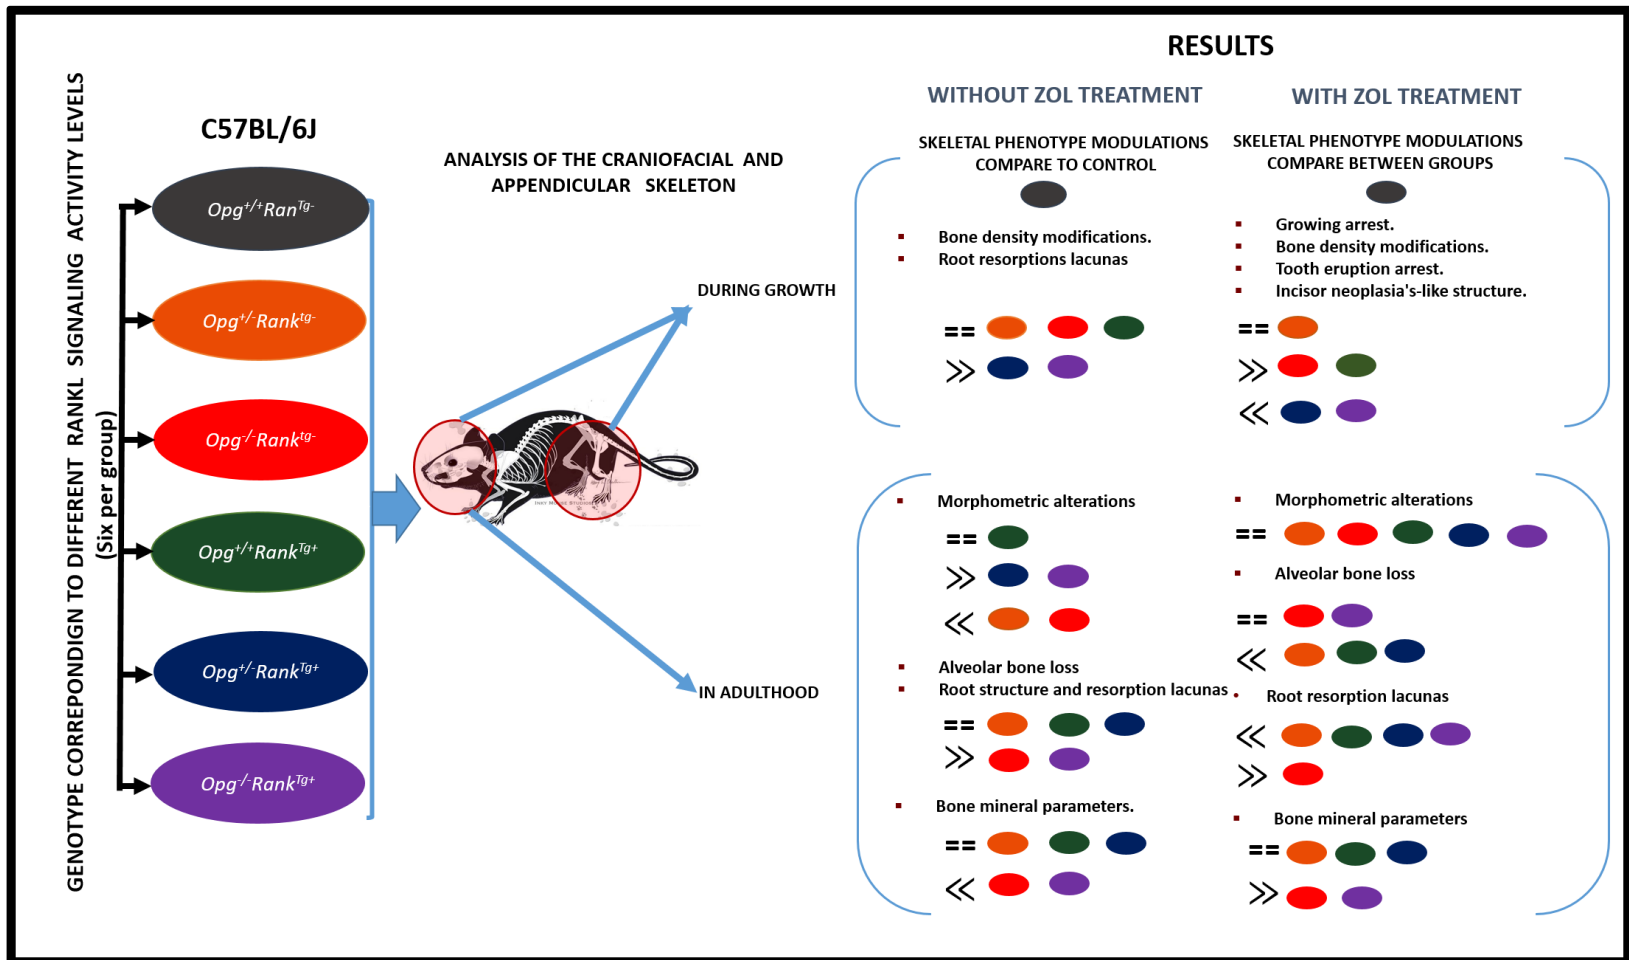 RESULTS
WITHOUT ZOL TREATMENT
WITH ZOL TREATMENT
GENOTYPE CORREPONDIGN TO DIFFERENT RANKL SIGNALING ACTIVITY LEVELS
(Six per group)
C57BL/6J
Opg+/+RanTg-
Opg+/-Ranktg-
Opg-/-Ranktg-
Opg+/+RankTg+
Opg+/-RankTg+
Opg-/-RankTg+
ANALYSIS OF THE CRANIOFACIAL AND
APPENDICULAR SKELETON
DURING GROWTH
IN ADULTHOOD
SKELETAL PHENOTYPE MODULATIONS
COMPARE TO CONTROL
▪ Bone density modifications.
▪ Root resorptions lacunas
==
>>
▪ Morphometric alterations
==
>>
<<
▪ Alveolar bone loss
▪ Root structure and resorption lacunas
==
>>
▪ Bone mineral parameters.
==
<<
SKELETAL PHENOTYPE MODULATIONS
COMPARE BETWEEN GROUPS
▪ Growing arrest.
▪ Bone density modifications.
▪ Tooth eruption arrest.
▪ Incisor neoplasia's-like structure.
==
>>
<<
▪ Morphometric alterations
==
▪ Alveolar bone loss
==
<<
• Root resorption lacunas
<<
>>
▪ Bone mineral parameters
==
>>